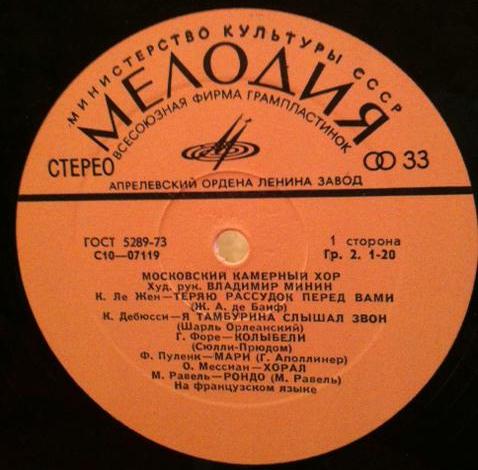 МИНИСТЕРСТВО КУЛЬТУРЫ СССР
МЕЛОДИЯ
ВСЕСОЮЗНАЯ ФИРМА ГРАМПЛАСТИНОК
СТЕРЕО
33
АПРЕЛЕВСКИЙ ОРДЕНА ЛЕНИНА ЗАВОД
ГОСТ 5289-73
С10—07119
1 сторона
Гр. 2. 1-20
МОСКОВСКИЙ КАМЕРНЫЙ ХОР
Худ. рук. ВЛАДИМИР МИНИН
К. Ле Жен—ТЕРЯЮ РАССУДОК ПЕРЕД ВАМИ
(Ж. А. де Баиф)
К. Дебюсси—Я ТАМБУРИНА СЛЫШАЛ ЗВОН
(Шарль Орлеанский)
Г. Форе—КОЛЫБЕЛИ
(Сюлли-Прюдом)
Ф. Пуленк—МАРИ (Г. Аполлинер)
О. Мессиан—ХОРАЛ
М. Равель—РОНДО (М. Равель)
На французском языке